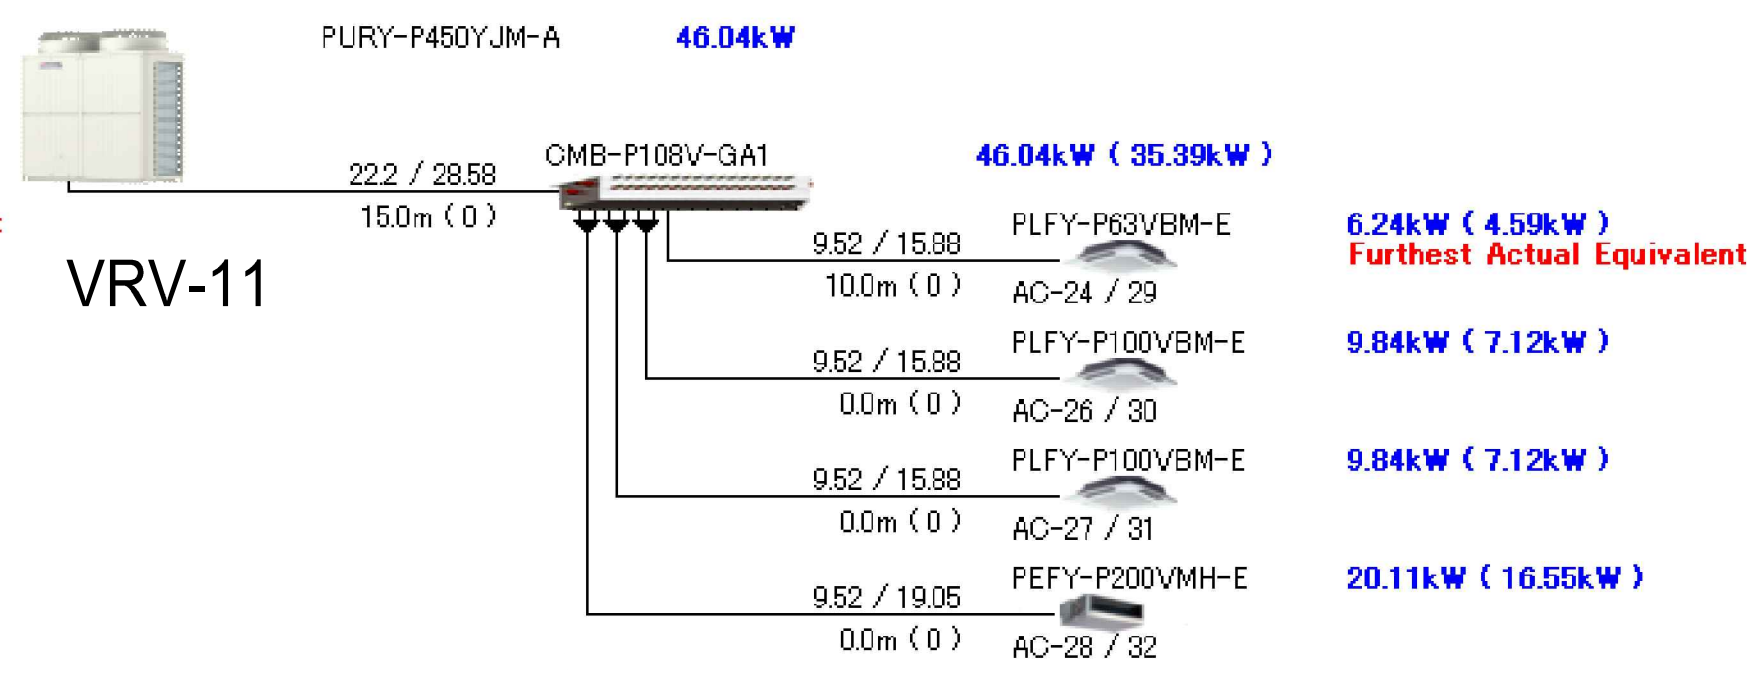 PURY-P450YJM-A 46.04kW
CMB-P108V-GA1 46.04kW ( 35.39kW )
22.2 / 28.58
15.0m ( 0 )
VRV-11
PLFY-P63VBM-E 6.24kW ( 4.59kW )
9.52 / 15.88 Furthest Actual Equivalent
10.0m ( 0 ) AC-24 / 29
PLFY-P100VBM-E 9.84kW ( 7.12kW )
9.52 / 15.88
0.0m ( 0 ) AC-26 / 30
PLFY-P100VBM-E 9.84kW ( 7.12kW )
9.52 / 15.88
0.0m ( 0 ) AC-27 / 31
PEFY-P200VMH-E 20.11kW ( 16.55kW )
9.52 / 19.05
0.0m ( 0 ) AC-28 / 32